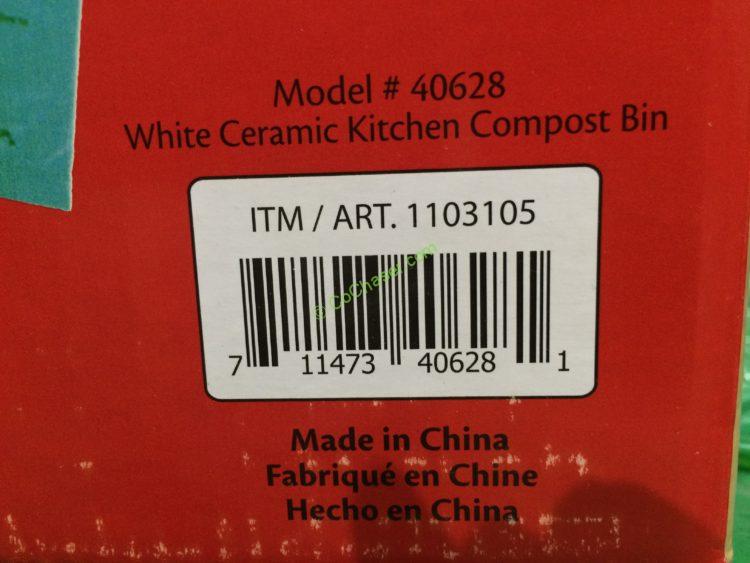 Model # 40628
White Ceramic Kitchen Compost Bin
ITM / ART. 1103105
© CoChaser.com
7 11473 40628 1
Made in China
Fabriqué en Chine
Hecho en China